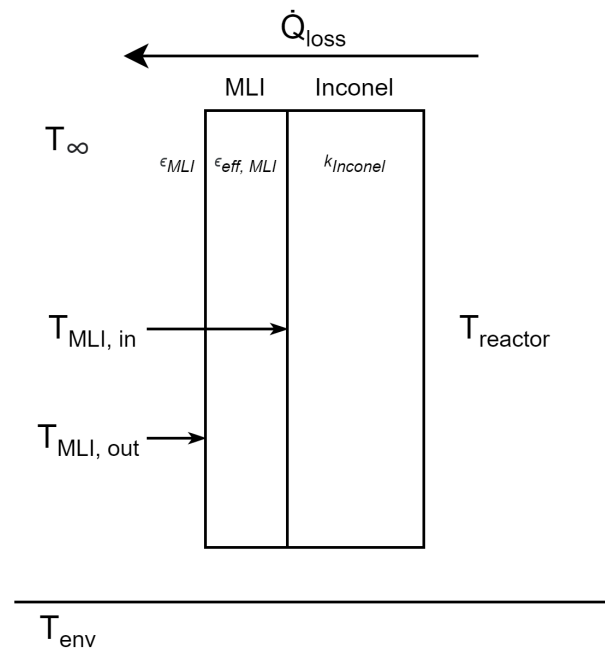 Q̇loss
MLI Inconel
T∞
ϵMLI ϵeff, MLI kInconel
TMLI, in
Treactor
TMLI, out
Tenv